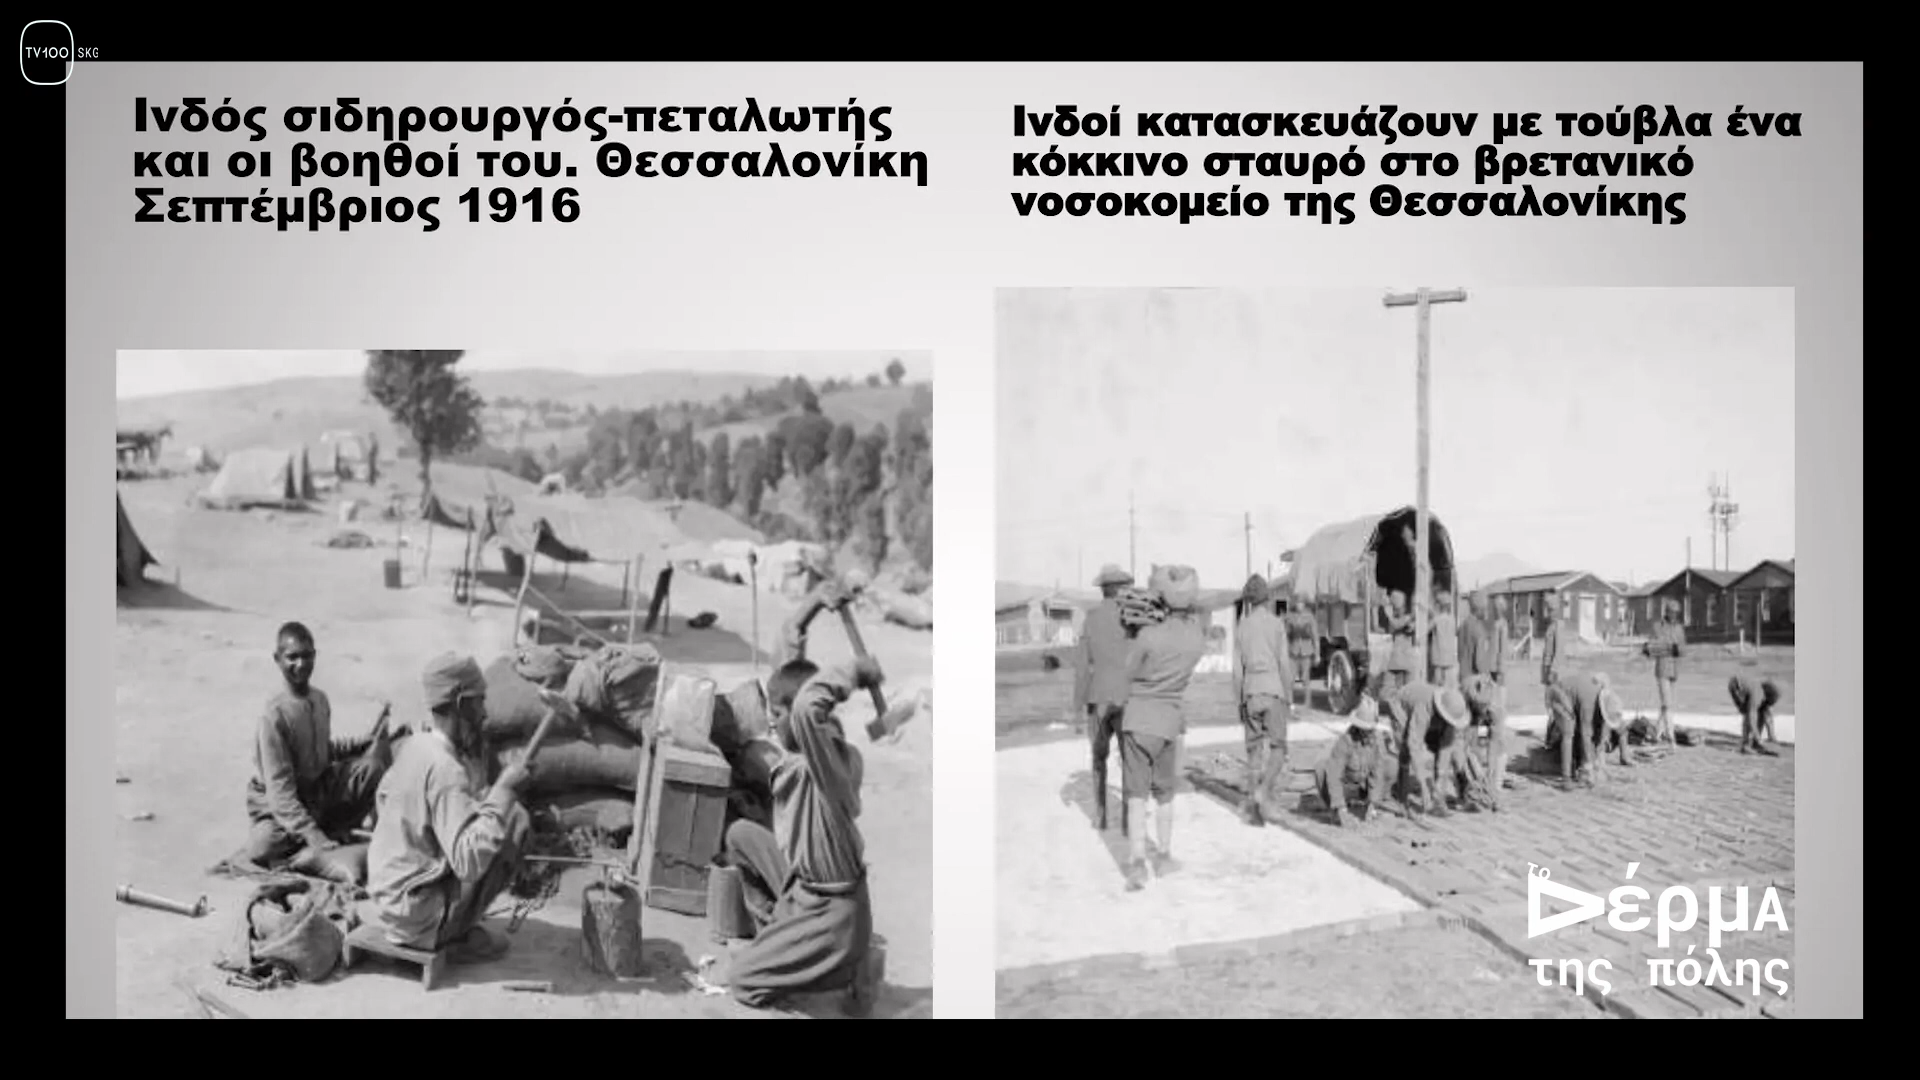 TV100 SKG
Ινδός σιδηρουργός-πεταλωτής
και οι βοηθοί του. Θεσσαλονίκη
Σεπτέμβριος 1916
Ινδοί κατασκευάζουν με τούβλα ένα
κόκκινο σταυρό στο βρετανικό
νοσοκομείο της Θεσσαλονίκης
το
Δέρμα
της πόλης